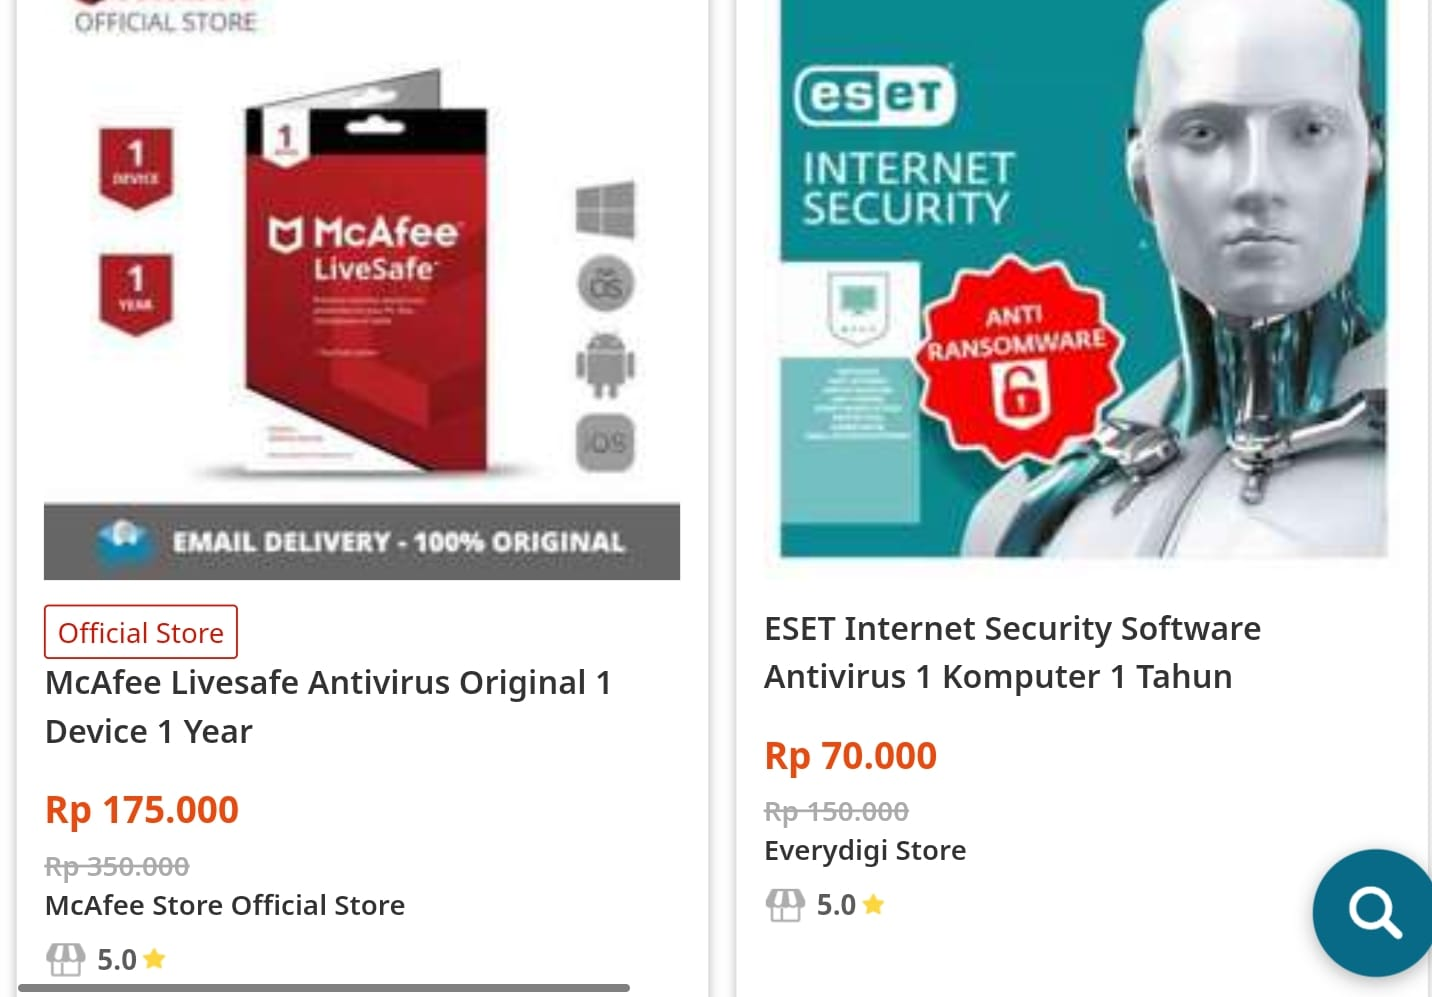 OFFICIAL STORE
1
DEVICE
1
YEAR
1
McAfee
LiveSafe
OS
iOS
EMAIL DELIVERY - 100% ORIGINAL
Official Store
McAfee Livesafe Antivirus Original 1
Device 1 Year
Rp 175.000
Rp 350.000
McAfee Store Official Store
5.0
eseT
INTERNET
SECURITY
ANTI
RANSOMWARE
ESET Internet Security Software
Antivirus 1 Komputer 1 Tahun
Rp 70.000
Rp 150.000
Everydigi Store
5.0